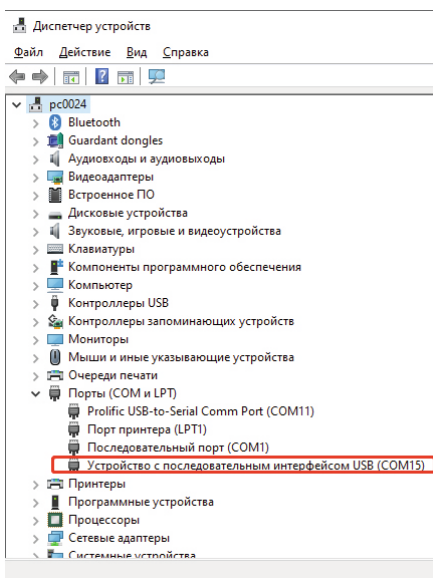 Диспетчер устройств
Файл Действие Вид Справка
pc0024
Bluetooth
Guardant dongles
Аудиовходы и аудиовыходы
Видеоадаптеры
Встроенное ПО
Дисковые устройства
Звуковые, игровые и видеоустройства
Клавиатуры
Компоненты программного обеспечения
Компьютер
Контроллеры USB
Контроллеры запоминающих устройств
Мониторы
Мыши и иные указывающие устройства
Очереди печати
Порты (COM и LPT)
Prolific USB-to-Serial Comm Port (COM11)
Порт принтера (LPT1)
Последовательный порт (COM1)
Устройство с последовательным интерфейсом USB (COM15)
Принтеры
Программные устройства
Процессоры
Сетевые адаптеры
Системные устройства